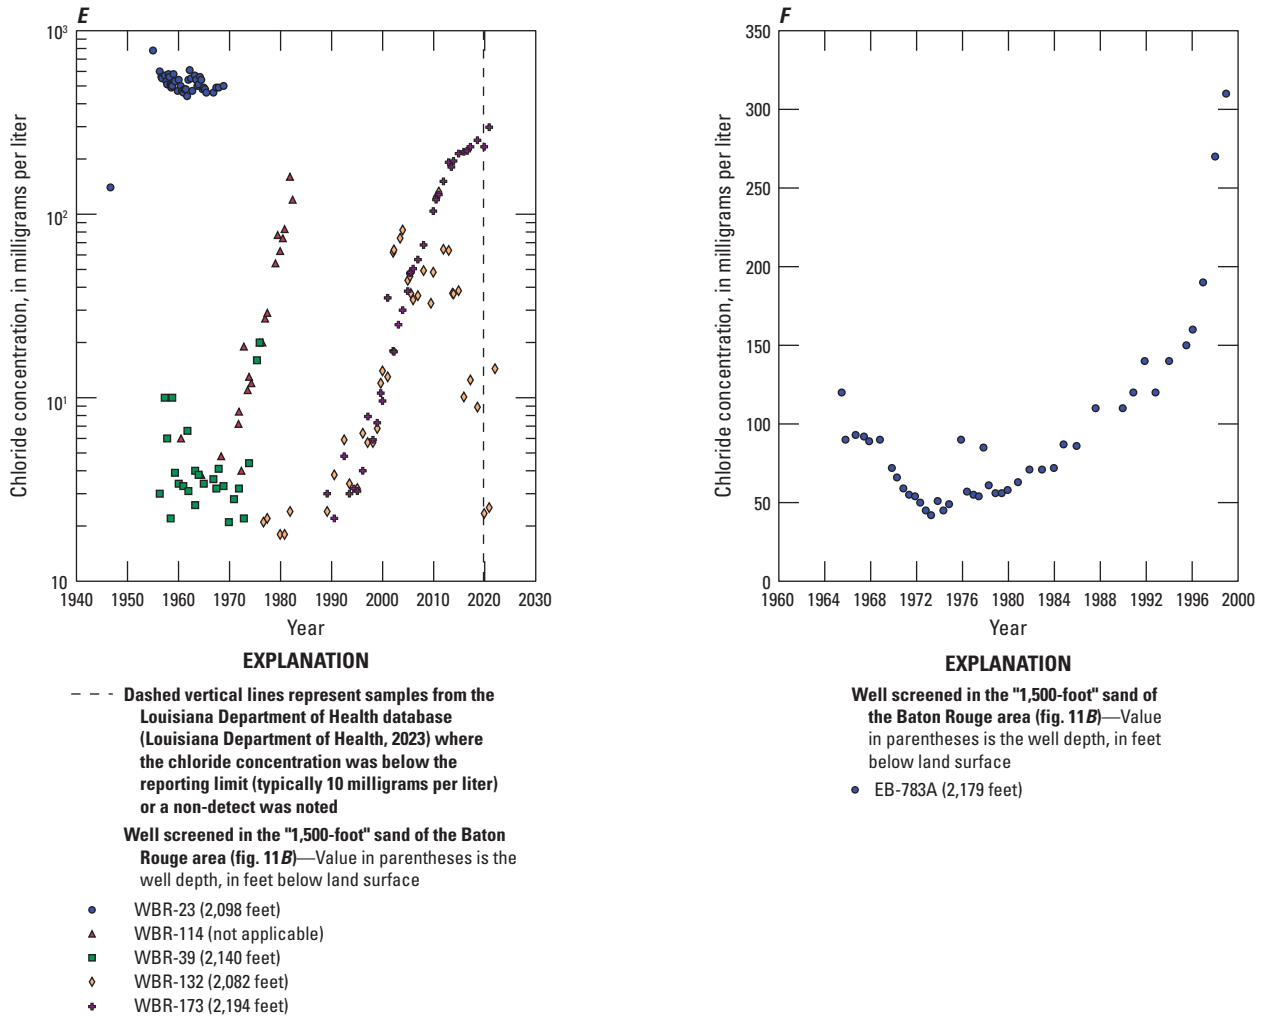 E
10³
10²
10¹
10
Chloride concentration, in milligrams per liter
1940 1950 1960 1970 1980 1990 2000 2010 2020 2030
Year
EXPLANATION
Dashed vertical lines represent samples from the
Louisiana Department of Health database
(Louisiana Department of Health, 2023) where
the chloride concentration was below the
reporting limit (typically 10 milligrams per liter)
or a non-detect was noted
Well screened in the "1,500-foot" sand of the Baton
Rouge area (fig. 11B)—Value in parentheses is the
well depth, in feet below land surface
WBR-23 (2,098 feet)
WBR-114 (not applicable)
WBR-39 (2,140 feet)
WBR-132 (2,082 feet)
WBR-173 (2,194 feet)
F
350
300
250
200
150
100
50
0
Chloride concentration, in milligrams per liter
1960 1964 1968 1972 1976 1980 1984 1988 1992 1996 2000
Year
EXPLANATION
Well screened in the "1,500-foot" sand of
the Baton Rouge area (fig. 11B)—Value
in parentheses is the well depth, in feet
below land surface
EB-783A (2,179 feet)